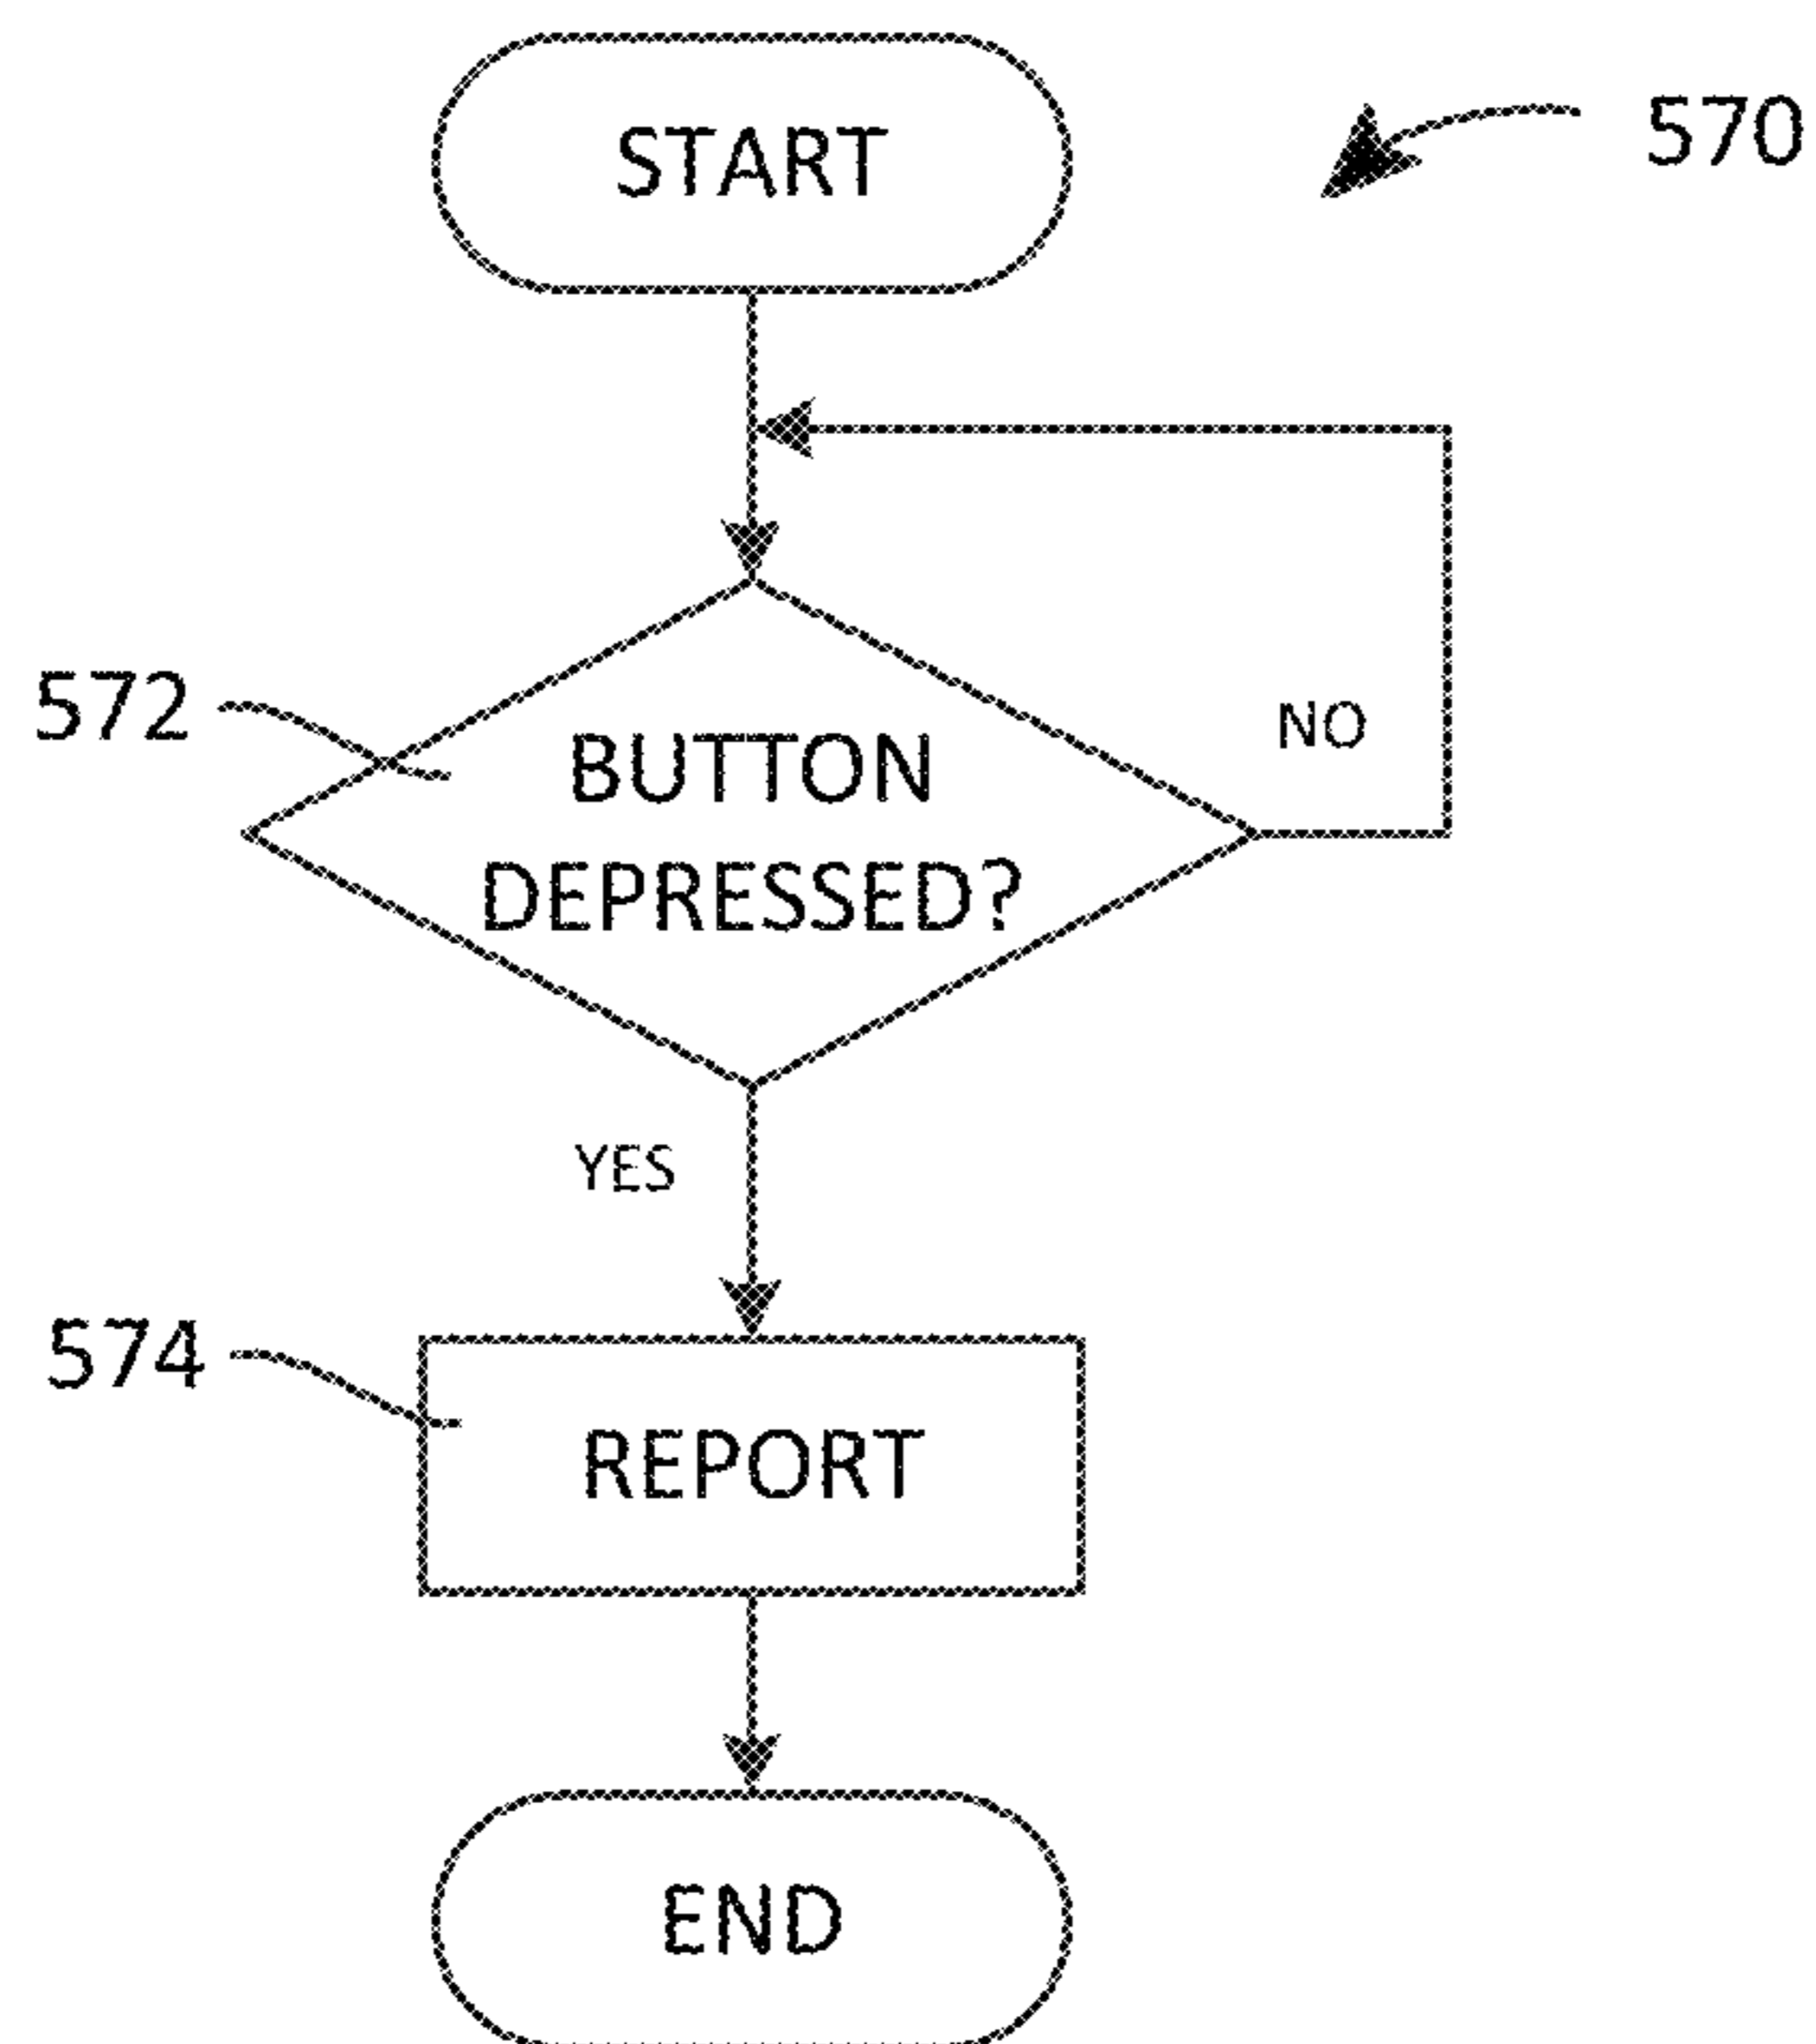 START
570
572
BUTTON
DEPRESSED?
NO
YES
574
REPORT
END